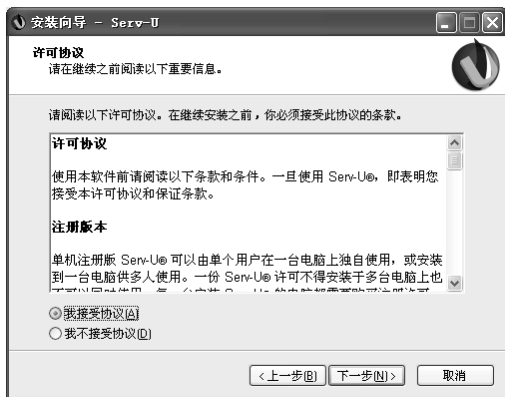 安装向导 - Serv-U
许可协议
请在继续之前阅读以下重要信息。
请阅读以下许可协议。在继续安装之前，你必须接受此协议的条款。
许可协议
使用本软件前请阅读以下条款和条件。一旦使用 Serv-U®，即表明您
接受本许可协议和保证条款。
注册版本
单机注册版 Serv-U® 可以由单个用户在一台电脑上独自使用，或安装
到一台电脑供多人使用。一份 Serv-U® 许可不得安装于多台电脑上也
我接受协议(A)
我不接受协议(D)
<上一步(B)
下一步(N)>
取消